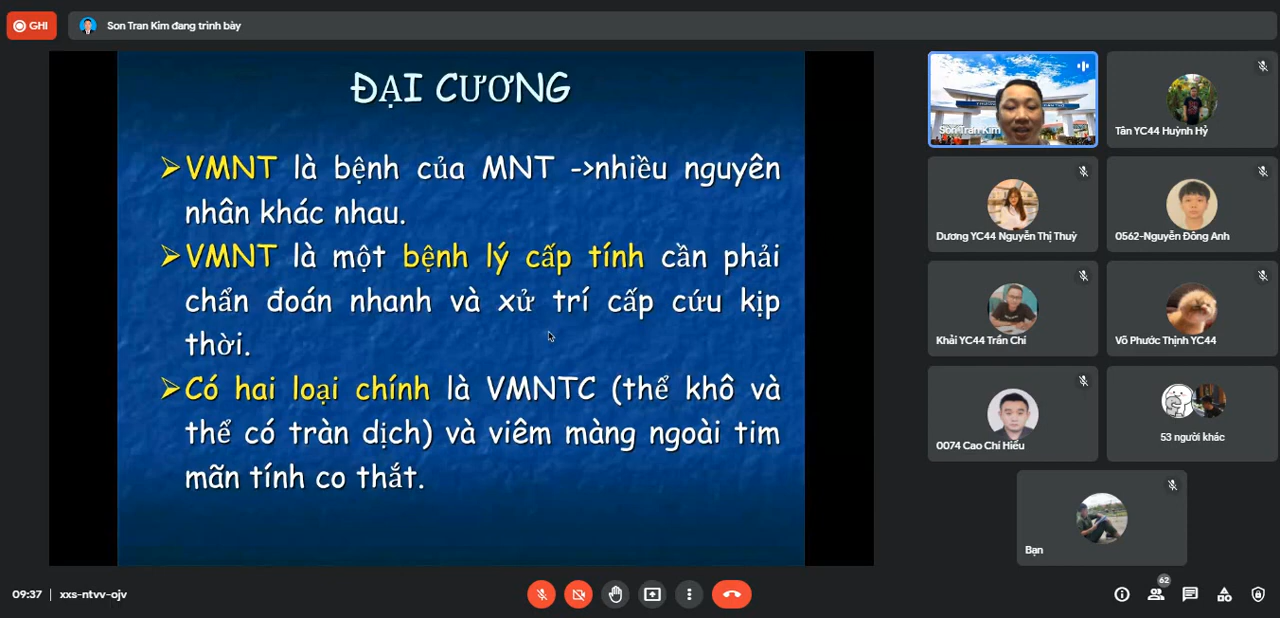 GHI
Son Tran Kim đang trình bày
ĐẠI CƯƠNG
➢VMNT là bệnh của MNT ->nhiều nguyên
nhân khác nhau.
➢VMNT là một bệnh lý cấp tính cần phải
chẩn đoán nhanh và xử trí cấp cứu kịp
thời.
➢Có hai loại chính là VMNTC (thể khô và
thể có tràn dịch) và viêm màng ngoài tim
mãn tính co thắt.
Son Tran Kim
Tân YC44 Huỳnh Hỷ
Dương YC44 Nguyễn Thị Thuỳ
0562-Nguyễn Đông Anh
Khải YC44 Trần Chí
Võ Phước Thịnh YC44
0074 Cao Chí Hiếu
53 người khác
Bạn
09:37 | xxs-ntvv-ojv
62